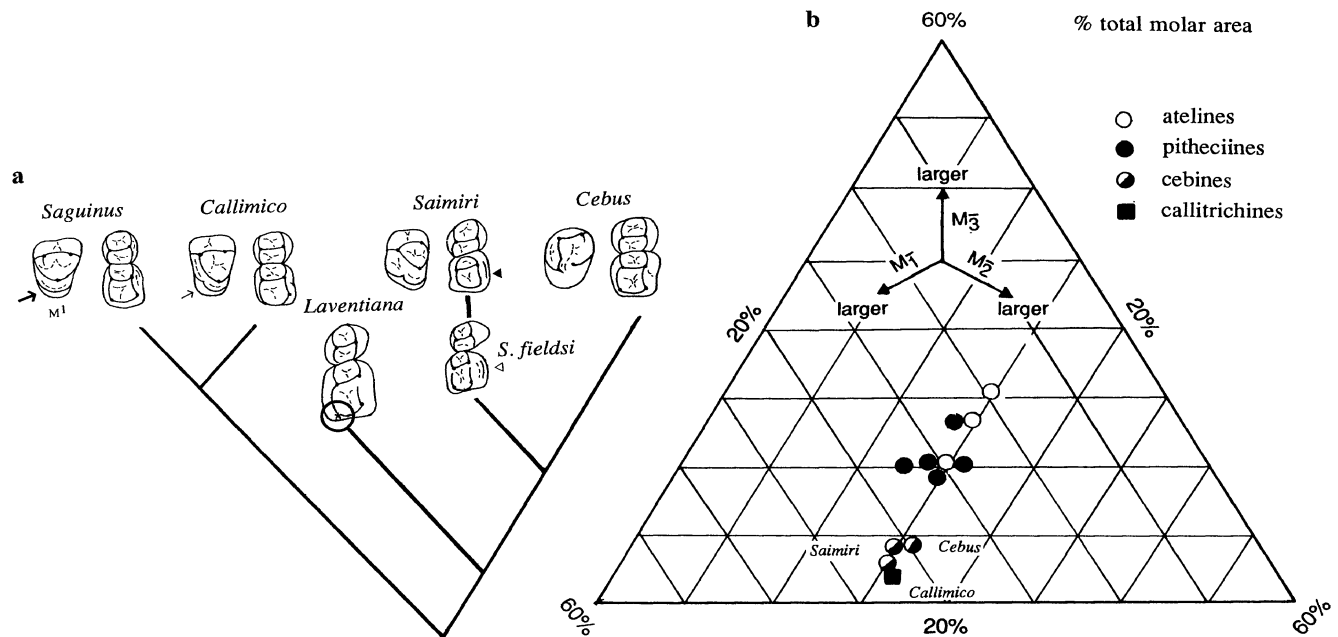 a
Saguinus
Callimico
Saimiri
Cebus
M1
Laventiana
S. fieldsi
b
60%
% total molar area
atelines
pitheciines
cebines
callitrichines
larger
M3
M1
M2
larger
larger
20%
20%
Saimiri
Cebus
Callimico
60%
20%
60%